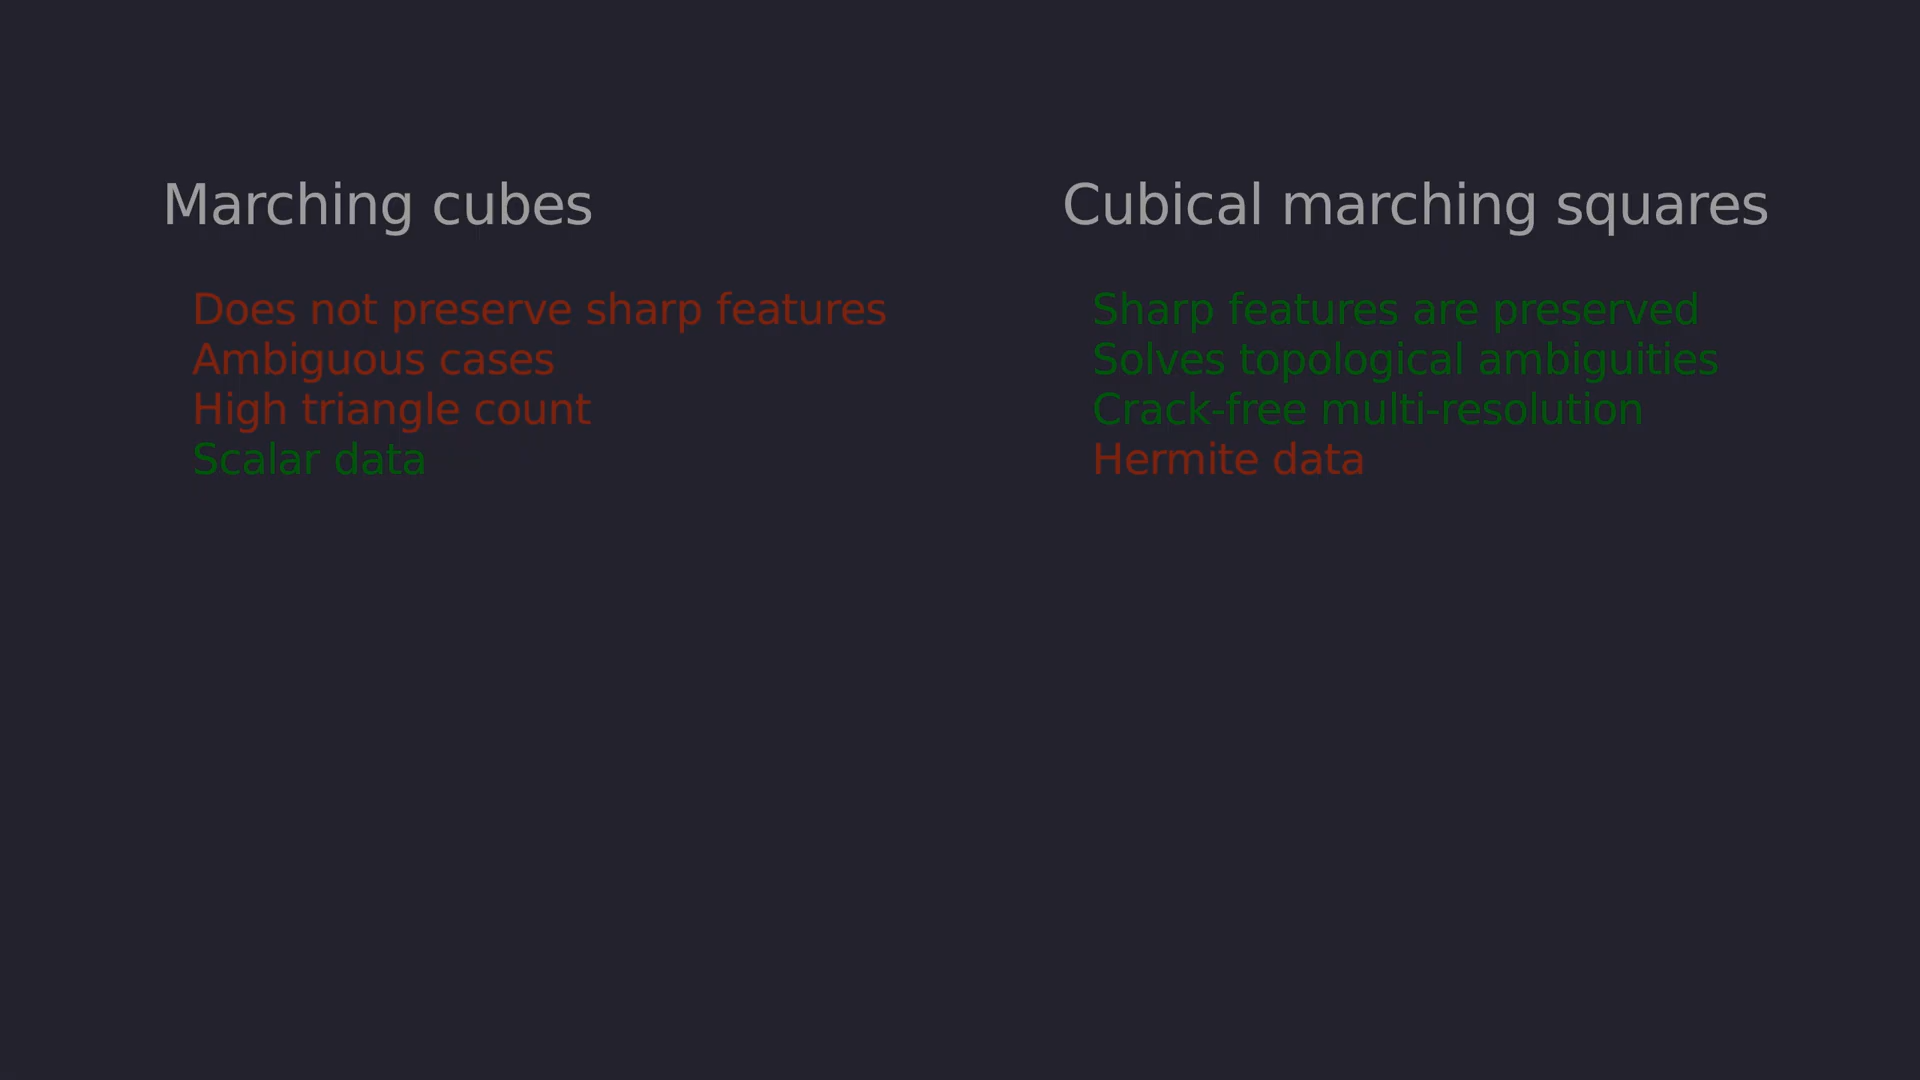 Marching cubes
Does not preserve sharp features
Ambiguous cases
High triangle count
Scalar data
Cubical marching squares
Sharp features are preserved
Solves topological ambiguities
Crack-free multi-resolution
Hermite data